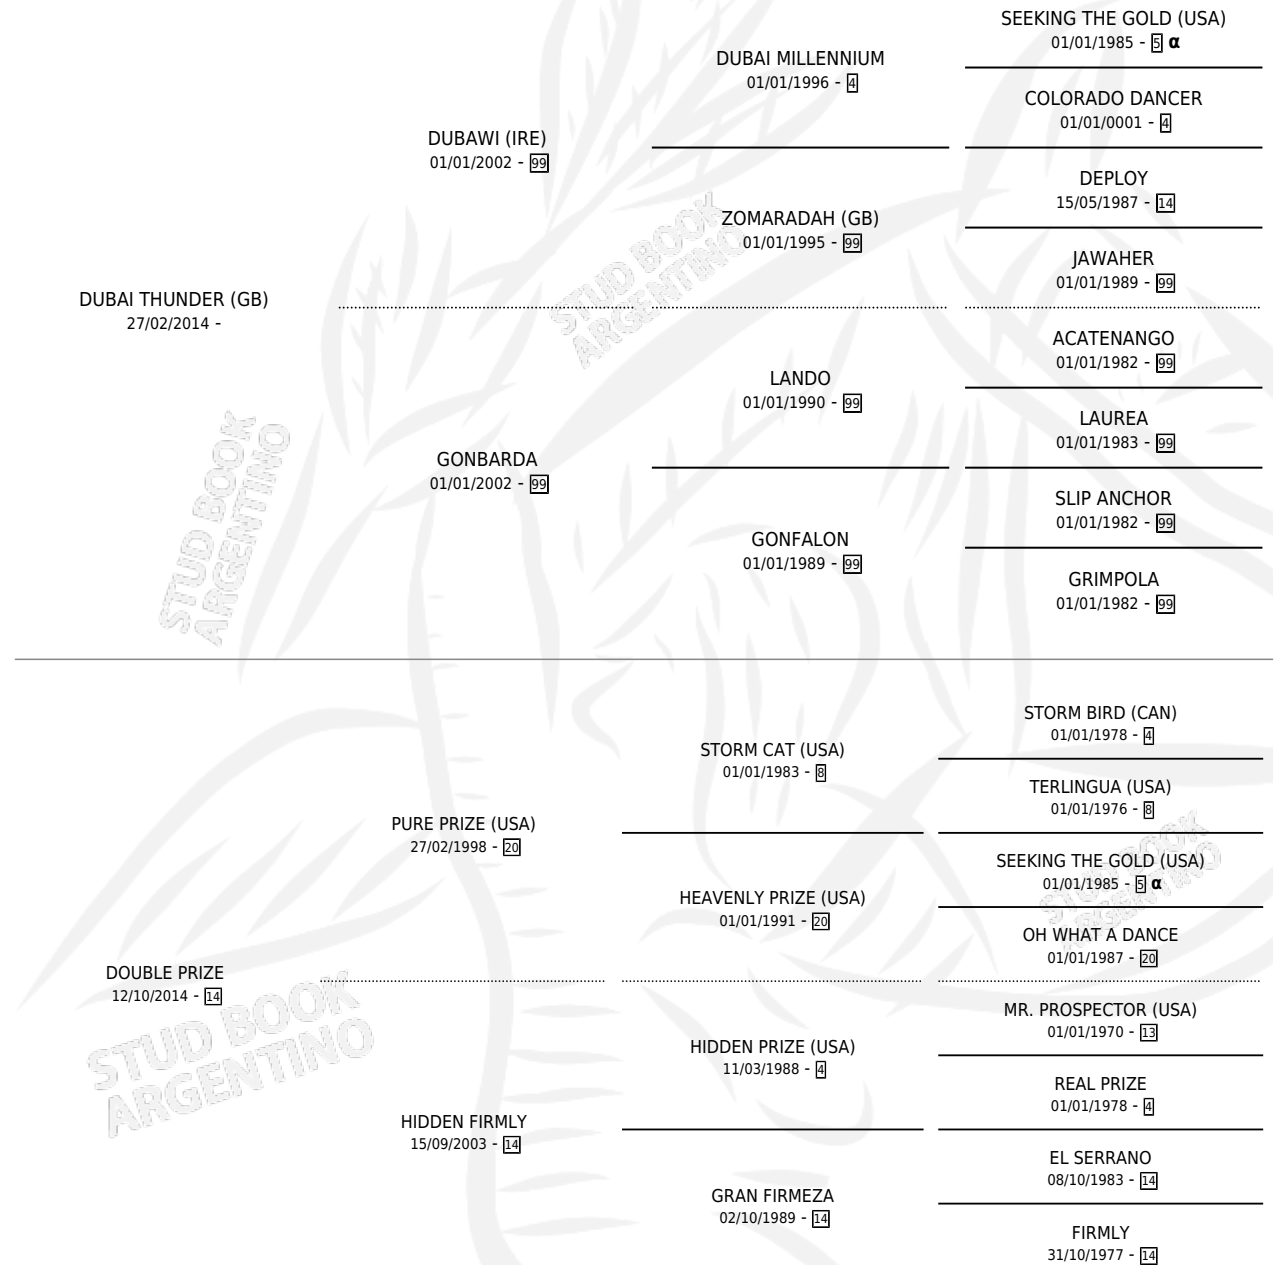 SEEKING THE GOLD (USA)
01/01/1985 - 5 α
DUBAI MILLENNIUM
01/01/1996 - 4
COLORADO DANCER
01/01/0001 - 4
DUBAWI (IRE)
01/01/2002 - 99
DEPLOY
15/05/1987 - 14
ZOMARADAH (GB)
01/01/1995 - 99
JAWAHER
01/01/1989 - 99
DUBAI THUNDER (GB)
27/02/2014 -
ACATENANGO
01/01/1982 - 99
LANDO
01/01/1990 - 99
LAUREA
01/01/1983 - 99
GONBARDA
01/01/2002 - 99
SLIP ANCHOR
01/01/1982 - 99
GONFALON
01/01/1989 - 99
GRIMPOLA
01/01/1982 - 99
STORM BIRD (CAN)
01/01/1978 - 4
STORM CAT (USA)
01/01/1983 - 8
TERLINGUA (USA)
01/01/1976 - 8
PURE PRIZE (USA)
27/02/1998 - 20
SEEKING THE GOLD (USA)
01/01/1985 - 5 α
HEAVENLY PRIZE (USA)
01/01/1991 - 20
OH WHAT A DANCE
01/01/1987 - 20
DOUBLE PRIZE
12/10/2014 - 14
MR. PROSPECTOR (USA)
01/01/1970 - 13
HIDDEN PRIZE (USA)
11/03/1988 - 4
REAL PRIZE
01/01/1978 - 4
HIDDEN FIRMLY
15/09/2003 - 14
EL SERRANO
08/10/1983 - 14
GRAN FIRMEZA
02/10/1989 - 14
FIRMLY
31/10/1977 - 14
STUD BOOK
ARGENTINO
STUD BOOK
ARGENTINO
STUD BOOK
ARGENTINO
STUD BOOK
ARGENTINO